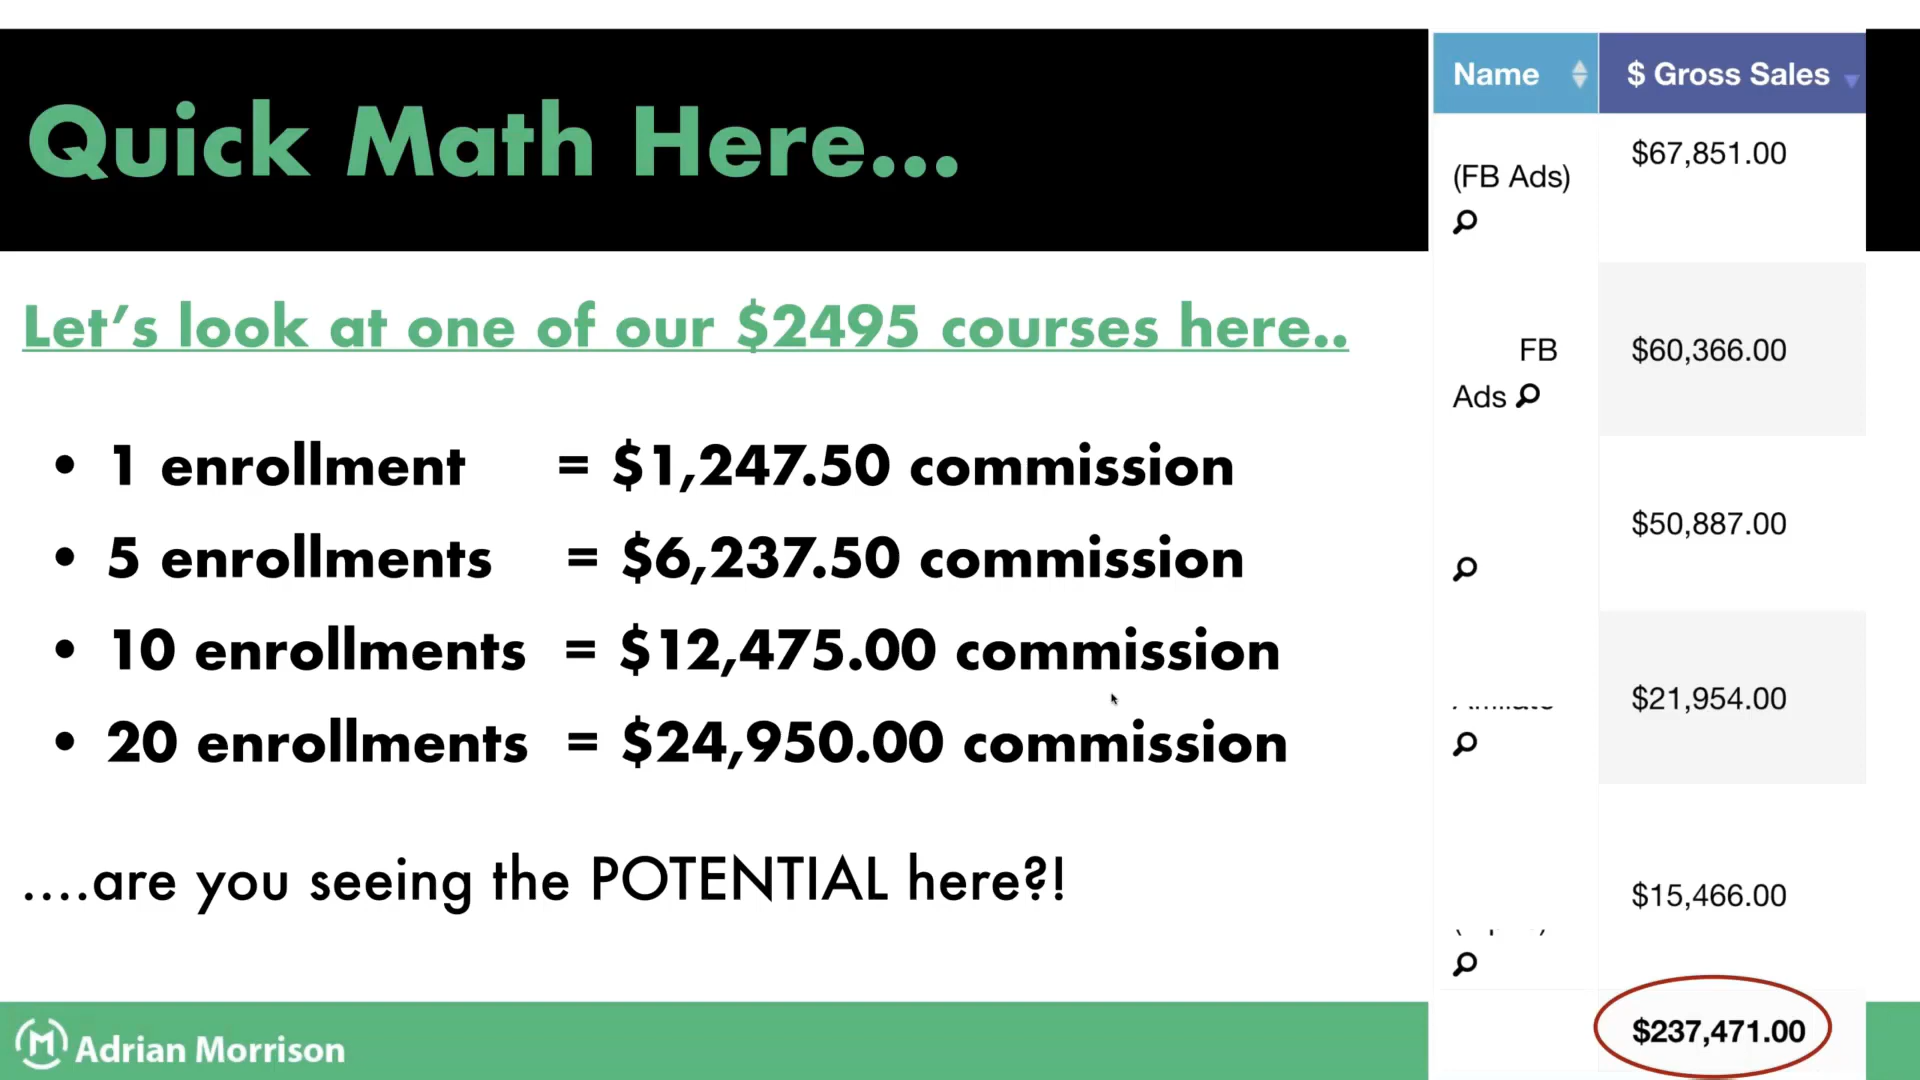 Quick Math Here...
Let's look at one of our $2495 courses here..
• 1 enrollment = $1,247.50 commission
• 5 enrollments = $6,237.50 commission
• 10 enrollments = $12,475.00 commission
• 20 enrollments = $24,950.00 commission
....are you seeing the POTENTIAL here?!
Adrian Morrison
Name $ Gross Sales
$67,851.00
(FB Ads)
FB $60,366.00
Ads
$50,887.00
$21,954.00
$15,466.00
$237,471.00